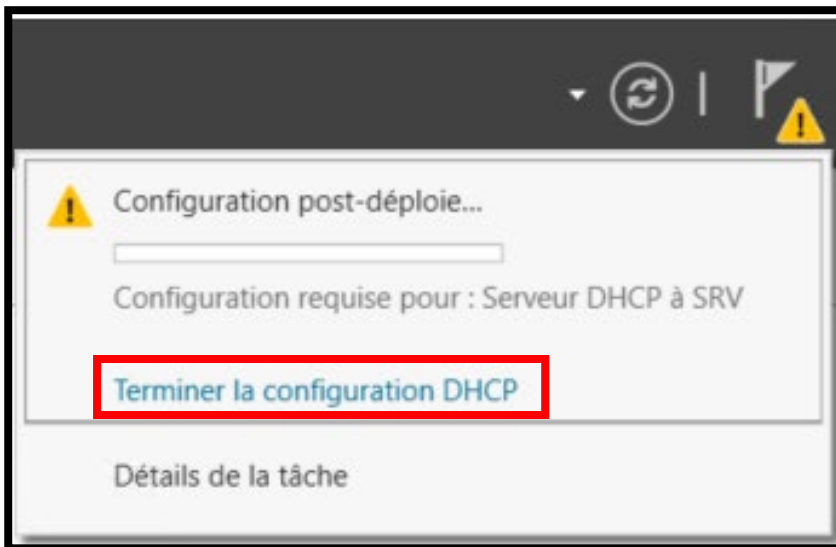 Configuration post-déploie...
Configuration requise pour : Serveur DHCP à SRV
Terminer la configuration DHCP
Détails de la tâche